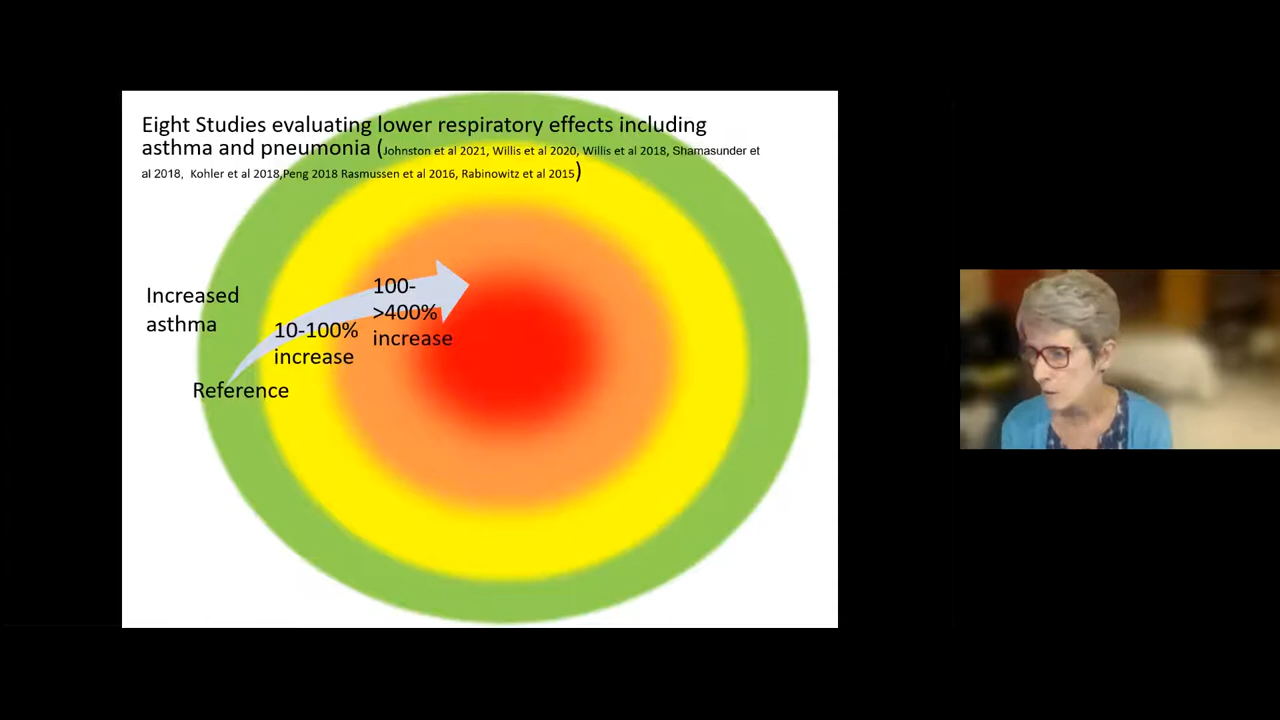 Eight Studies evaluating lower respiratory effects including
asthma and pneumonia (Johnston et al 2021, Willis et al 2020, Willis et al 2018, Shamasunder et
al 2018, Kohler et al 2018,Peng 2018 Rasmussen et al 2016, Rabinowitz et al 2015)
Increased
asthma
100-
>400%
increase
10-100%
increase
Reference